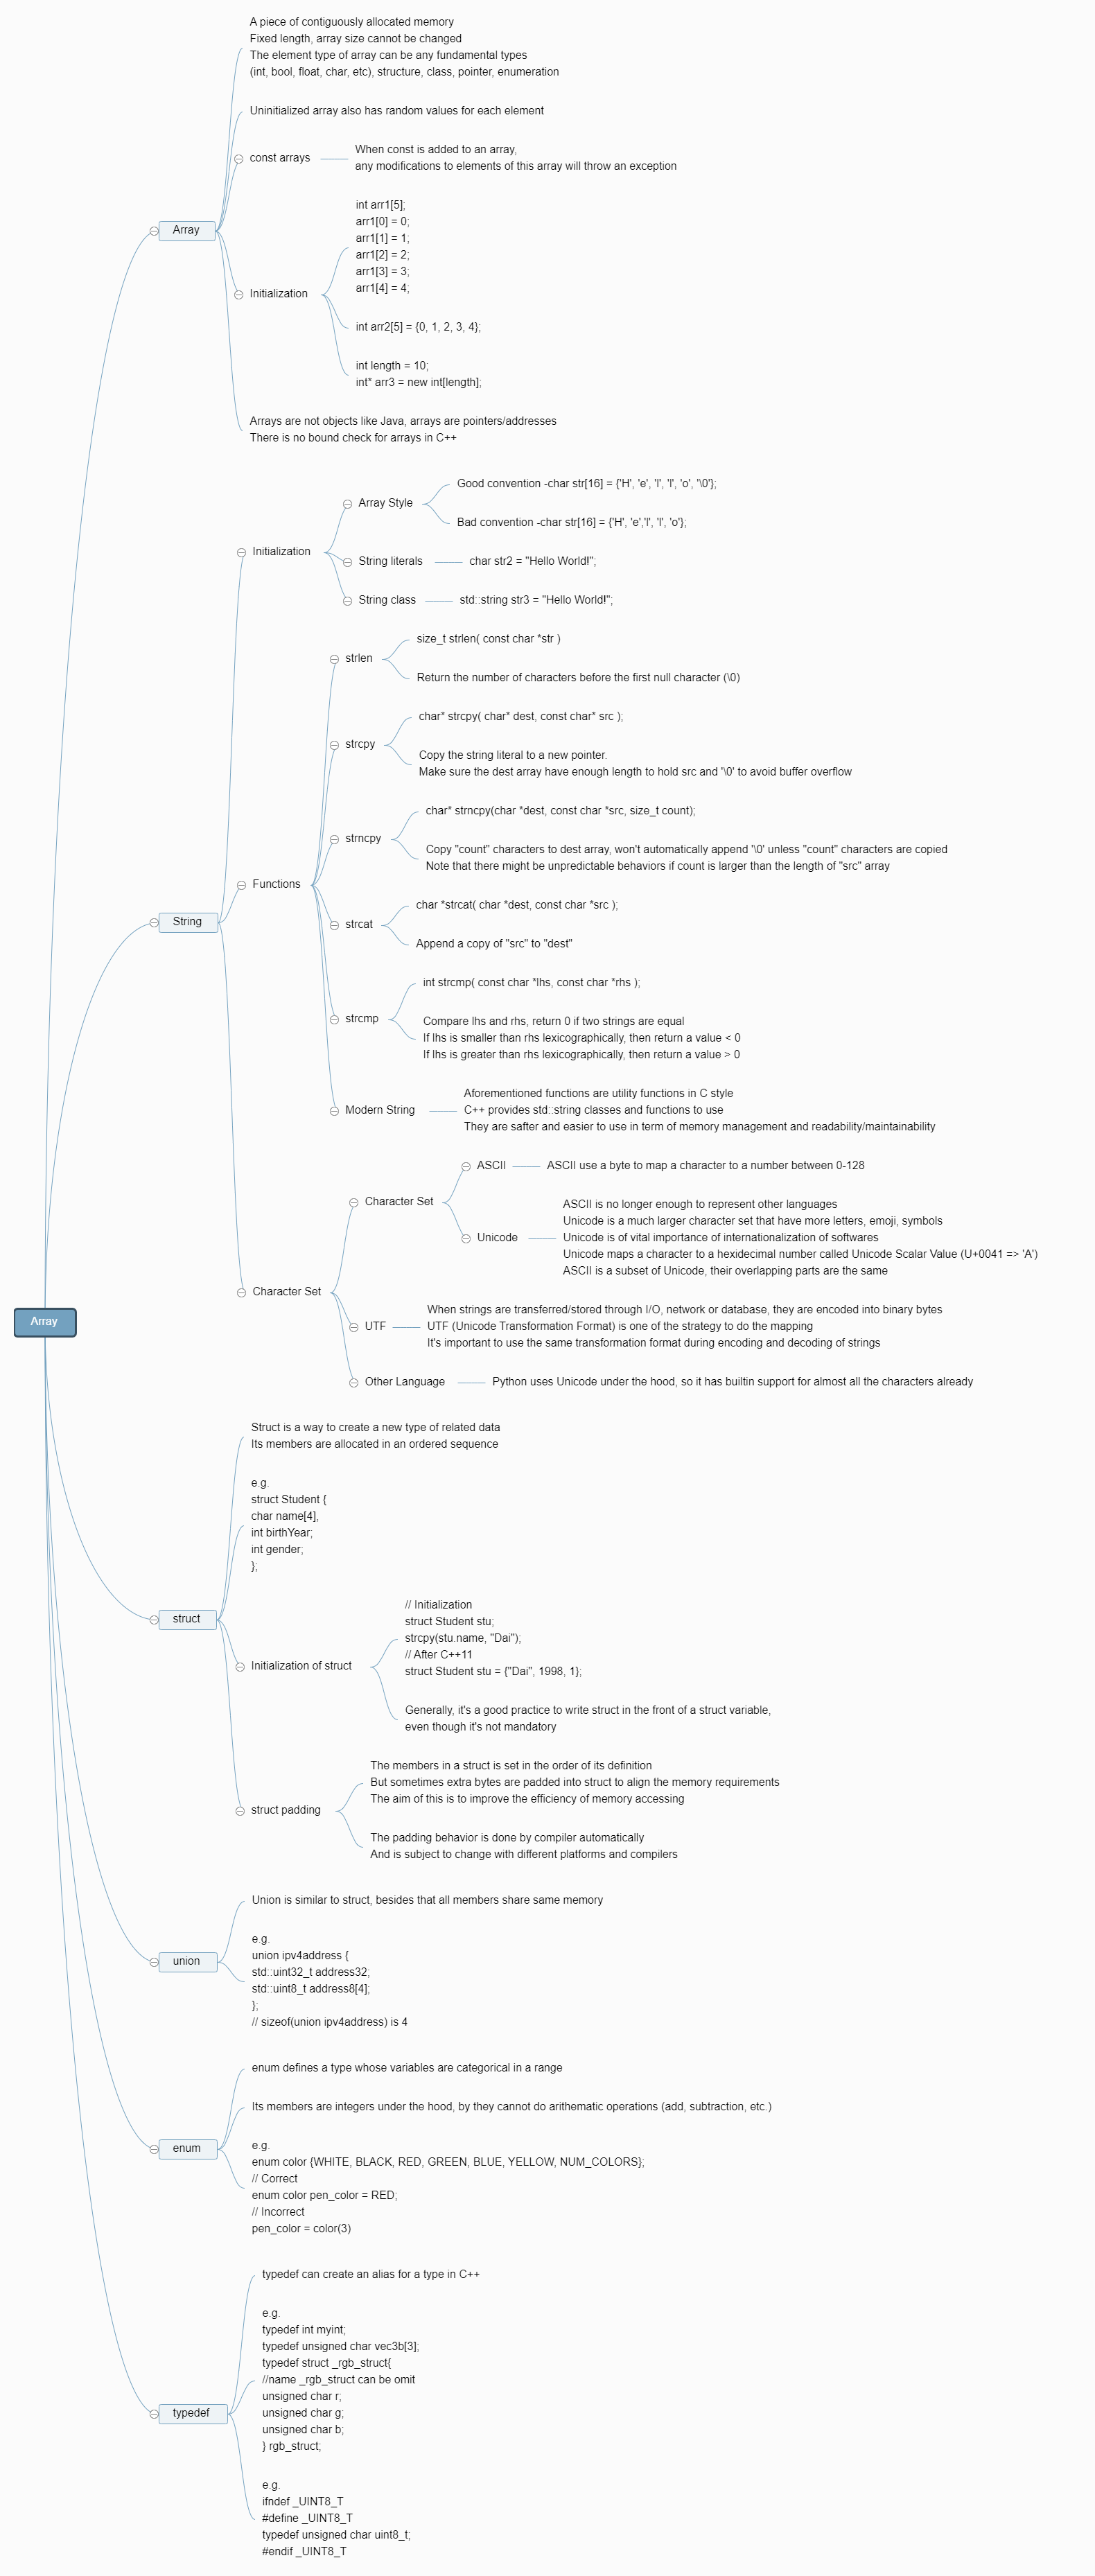 A piece of contiguously allocated memory
Fixed length, array size cannot be changed
The element type of array can be any fundamental types
(int, bool, float, char, etc), structure, class, pointer, enumeration
Uninitialized array also has random values for each element
const arrays
When const is added to an array,
any modifications to elements of this array will throw an exception
Array
Initialization
int arr1[5];
arr1[0] = 0;
arr1[1] = 1;
arr1[2] = 2;
arr1[3] = 3;
arr1[4] = 4;
int arr2[5] = {0, 1, 2, 3, 4};
int length = 10;
int* arr3 = new int[length];
Arrays are not objects like Java, arrays are pointers/addresses
There is no bound check for arrays in C++
Initialization
Array Style
Good convention -char str[16] = {'H', 'e', 'l', 'l', 'o', '\0'};
Bad convention -char str[16] = {'H', 'e','l', 'l', 'o'};
String literals
char str2 = "Hello World!";
String class
std::string str3 = "Hello World!";
String
Functions
strlen
size_t strlen( const char *str )
Return the number of characters before the first null character (\0)
strcpy
char* strcpy( char* dest, const char* src );
Copy the string literal to a new pointer.
Make sure the dest array have enough length to hold src and '\0' to avoid buffer overflow
strncpy
char* strncpy(char *dest, const char *src, size_t count);
Copy "count" characters to dest array, won't automatically append '\0' unless "count" characters are copied
Note that there might be unpredictable behaviors if count is larger than the length of "src" array
strcat
char *strcat( char *dest, const char *src );
Append a copy of "src" to "dest"
strcmp
int strcmp( const char *lhs, const char *rhs );
Compare lhs and rhs, return 0 if two strings are equal
If lhs is smaller than rhs lexicographically, then return a value < 0
If lhs is greater than rhs lexicographically, then return a value > 0
Modern String
Aforementioned functions are utility functions in C style
C++ provides std::string classes and functions to use
They are safter and easier to use in term of memory management and readability/maintainability
Character Set
Character Set
ASCII
ASCII use a byte to map a character to a number between 0-128
Unicode
ASCII is no longer enough to represent other languages
Unicode is a much larger character set that have more letters, emoji, symbols
Unicode is of vital importance of internationalization of softwares
Unicode maps a character to a hexidecimal number called Unicode Scalar Value (U+0041 => 'A')
ASCII is a subset of Unicode, their overlapping parts are the same
UTF
When strings are transferred/stored through I/O, network or database, they are encoded into binary bytes
UTF (Unicode Transformation Format) is one of the strategy to do the mapping
It's important to use the same transformation format during encoding and decoding of strings
Other Language
Python uses Unicode under the hood, so it has builtin support for almost all the characters already
Array
struct
Struct is a way to create a new type of related data
Its members are allocated in an ordered sequence
e.g.
struct Student {
char name[4],
int birthYear;
int gender;
};
Initialization of struct
// Initialization
struct Student stu;
strcpy(stu.name, "Dai");
// After C++11
struct Student stu = {"Dai", 1998, 1};
Generally, it's a good practice to write struct in the front of a struct variable,
even though it's not mandatory
struct padding
The members in a struct is set in the order of its definition
But sometimes extra bytes are padded into struct to align the memory requirements
The aim of this is to improve the efficiency of memory accessing
The padding behavior is done by compiler automatically
And is subject to change with different platforms and compilers
union
Union is similar to struct, besides that all members share same memory
e.g.
union ipv4address {
std::uint32_t address32;
std::uint8_t address8[4];
};
// sizeof(union ipv4address) is 4
enum
enum defines a type whose variables are categorical in a range
Its members are integers under the hood, by they cannot do arithematic operations (add, subtraction, etc.)
e.g.
enum color {WHITE, BLACK, RED, GREEN, BLUE, YELLOW, NUM_COLORS};
// Correct
enum color pen_color = RED;
// Incorrect
pen_color = color(3)
typedef
typedef can create an alias for a type in C++
e.g.
typedef int myint;
typedef unsigned char vec3b[3];
typedef struct _rgb_struct{
//name _rgb_struct can be omit
unsigned char r;
unsigned char g;
unsigned char b;
} rgb_struct;
e.g.
ifndef _UINT8_T
#define _UINT8_T
typedef unsigned char uint8_t;
#endif _UINT8_T